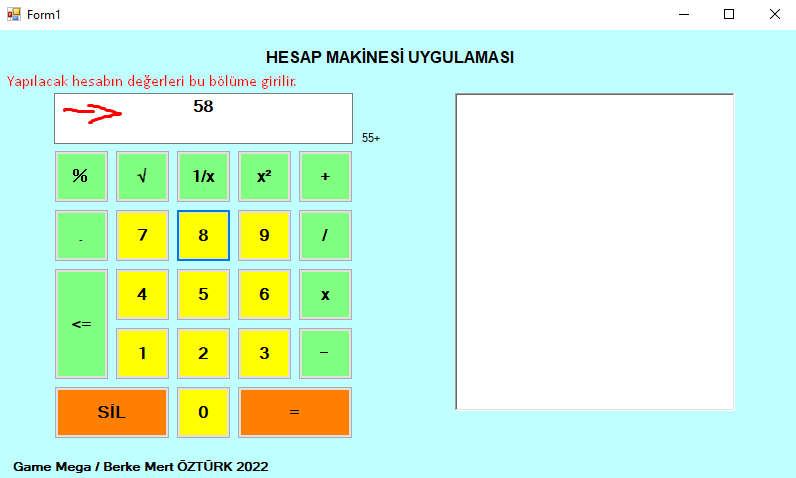 Form1
HESAP MAKİNESİ UYGULAMASI
Yapılacak hesabın değerleri bu bölüme girilir.
58
55+
% √ 1/x x² +
. 7 8 9 /
4 5 6 x
<=
1 2 3 -
SİL 0 =
Game Mega / Berke Mert ÖZTÜRK 2022